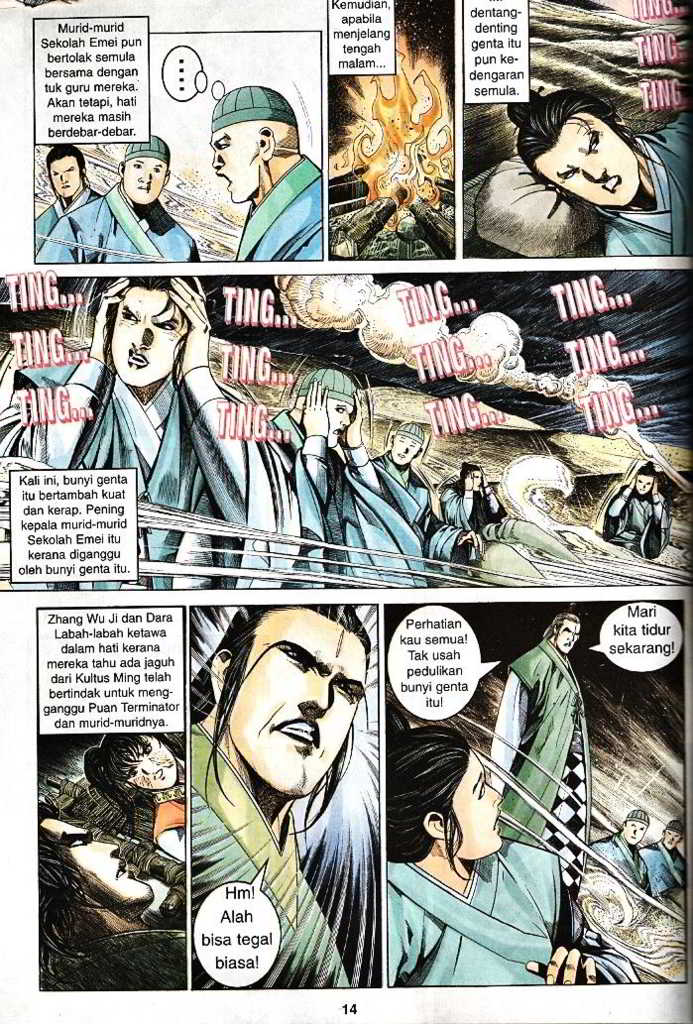 Murid-murid
Sekolah Emei pun
bertolak semula
bersama dengan
tuk guru mereka.
Akan tetapi, hati
mereka masih
berdebar-debar.
....
Kemudian,
apabila
menjelang
tengah
malam...
dentang-
denting
genta itu
pun ke-
dengaran
semula.
TING...
TING...
TING...
TING... TING... TING... TING...
TING... TING... TING... TING...
TING... TING... TING... TING...
Kali ini, bunyi genta
itu bertambah kuat
dan kerap. Pening
kepala murid-murid
Sekolah Emei itu
kerana diganggu
oleh bunyi genta itu.
Zhang Wu Ji dan Dara
Labah-labah ketawa
dalam hati kerana
mereka tahu ada jaguh
dari Kultus Ming telah
bertindak untuk meng-
ganggu Puan Terminator
dan murid-muridnya.
Hm!
Alah
bisa tegal
biasa!
Perhatian
kau semua!
Tak usah
pedulikan
bunyi genta
itu!
Mari
kita tidur
sekarang!
14